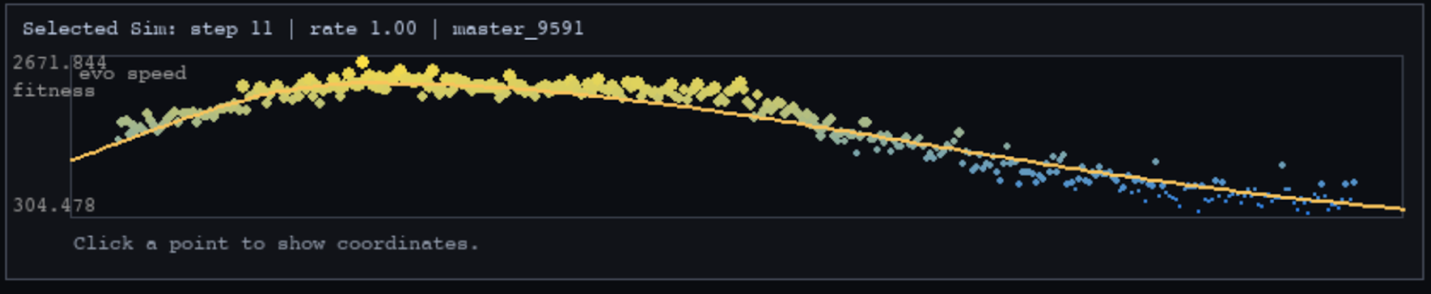 Selected Sim: step 11 | rate 1.00 | master_9591
2671.844
evo speed
fitness
304.478
Click a point to show coordinates.